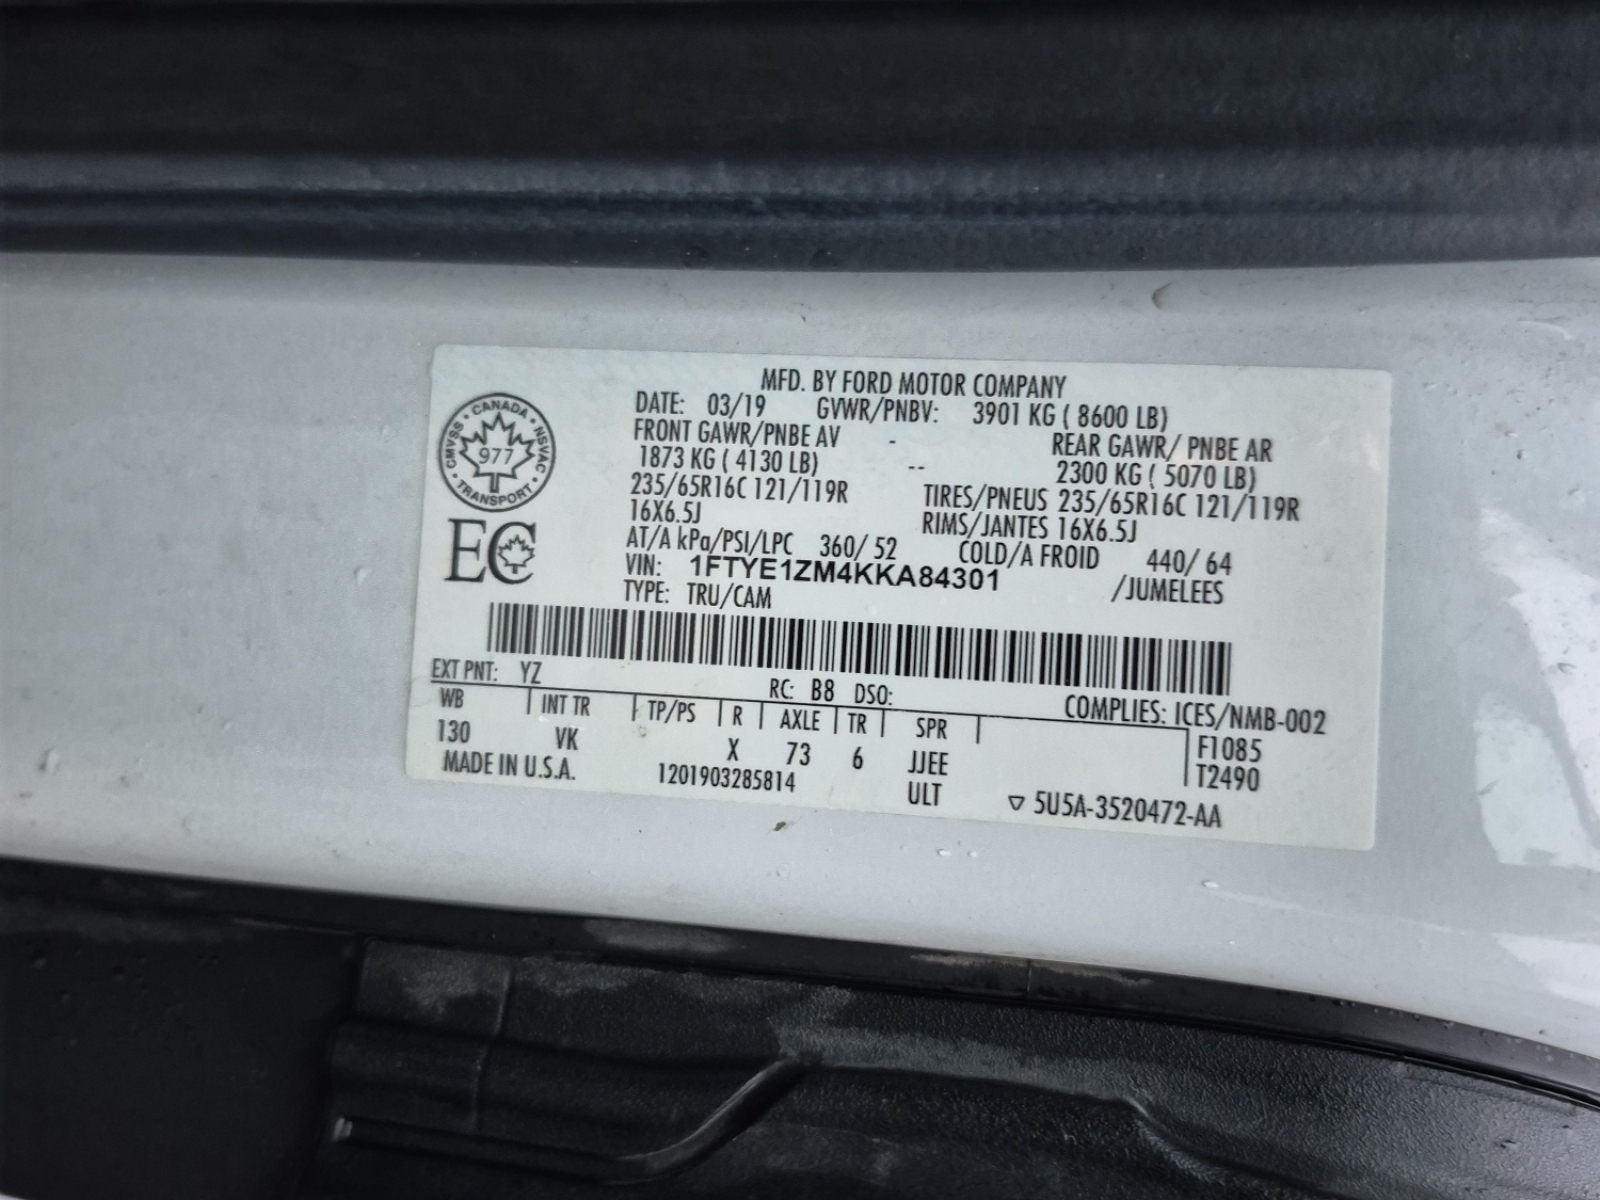 MFD. BY FORD MOTOR COMPANY
DATE: 03/19 GVWR/PNBV: 3901 KG ( 8600 LB)
FRONT GAWR/PNBE AV - REAR GAWR/ PNBE AR
1873 KG ( 4130 LB) -- 2300 KG ( 5070 LB)
235/65R16C 121/119R TIRES/PNEUS 235/65R16C 121/119R
16X6.5J RIMS/JANTES 16X6.5J
AT/A kPa/PSI/LPC 360/ 52 COLD/A FROID 440/ 64
VIN: 1FTYE1ZM4KKA84301 /JUMELEES
TYPE: TRU/CAM
CANADA
CMVSS 977 NSVAC
TRANSPORT
EC
EXT PNT: YZ RC: B8 DSO:
COMPLIES: ICES/NMB-002
WB INT TR TP/PS R AXLE TR SPR F1085
130 VK X 73 6 JJEE T2490
MADE IN U.S.A. 1201903285814 ULT ▽ 5U5A-3520472-AA